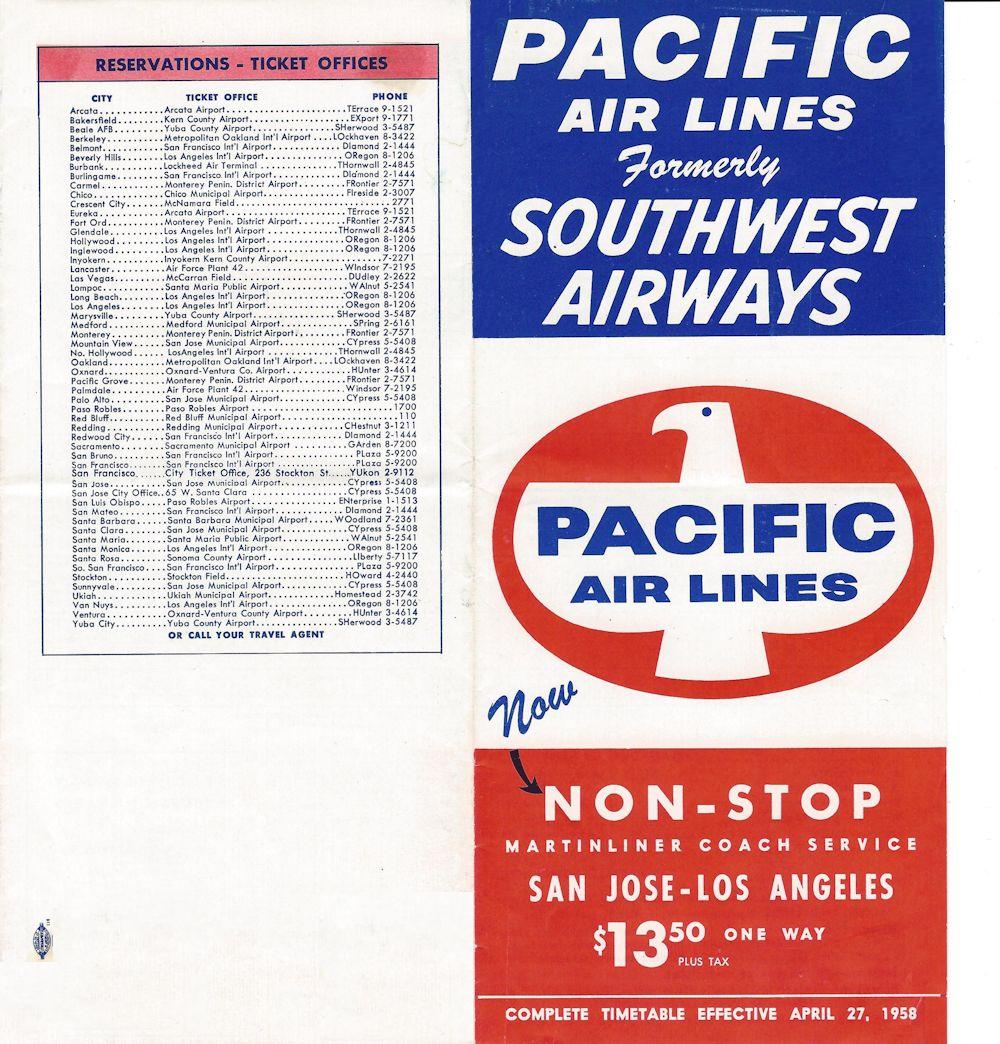 RESERVATIONS - TICKET OFFICES
CITY TICKET OFFICE PHONE
Arcata..........Arcata Airport..........TErrace 9-1521
Bakersfield..........Kern County Airport..........EXport 9-1771
Beale AFB..........Yuba County Airport..........SHerwood 3-5487
Berkeley..........Metropolitan Oakland Int'l Airport....LOckhaven 8-3422
Belmont..........San Francisco Int'l Airport..........DIamond 2-1444
Beverly Hills..........Los Angeles Int'l Airport..........ORegon 8-1206
Burbank..........Lockheed Air Terminal..........THornwall 2-4845
Burlingame..........San Francisco Int'l Airport..........DIamond 2-1444
Carmel..........Monterey Penin. District Airport.....FRontier 2-7571
Chico..........Chico Municipal Airport..........FIreside 2-3007
Crescent City..........McNamara Field..........2771
Eureka..........Arcata Airport..........TErrace 9-1521
Fort Ord..........Monterey Penin. District Airport.....FRontier 2-7571
Glendale..........Los Angeles Int'l Airport..........THornwall 2-4845
Hollywood..........Los Angeles Int'l Airport..........ORegon 8-1206
Inglewood..........Los Angeles Int'l Airport..........ORegon 8-1206
Inyokern..........Inyokern Kern County Airport..........7-2271
Lancaster..........Air Force Plant 42..........WIndsor 7-2195
Las Vegas..........McCarran Field..........DUdley 2-2622
Lompoc..........Santa Maria Public Airport..........WAlnut 5-2541
Long Beach..........Los Angeles Int'l Airport..........ORegon 8-1206
Los Angeles..........Los Angeles Int'l Airport..........ORegon 8-1206
Marysville..........Yuba County Airport..........SHerwood 3-5487
Medford..........Medford Municipal Airport..........SPring 2-6161
Monterey..........Monterey Penin. District Airport.....FRontier 2-7571
Mountain View..........San Jose Municipal Airport..........CYpress 5-5408
No. Hollywood..........LosAngeles Int'l Airport..........THornwall 2-4845
Oakland..........Metropolitan Oakland Int'l Airport....LOckhaven 8-3422
Oxnard..........Oxnard-Ventura Co. Airport..........HUnter 3-4614
Pacific Grove..........Monterey Penin. District Airport.....FRontier 2-7571
Palmdale..........Air Force Plant 42..........Windsor 7-2195
Palo Alto..........San Jose Municipal Airport..........CYpress 5-5408
Paso Robles..........Paso Robles Airport..........1700
Red Bluff..........Red Bluff Municipal Airport..........110
Redding..........Redding Municipal Airport..........CHestnut 3-1211
Redwood City..........San Francisco Int'l Airport..........DIamond 2-1444
Sacramento..........Sacramento Municipal Airport..........GArden 8-7200
San Bruno..........San Francisco Int'l Airport..........PLaza 5-9200
San Francisco..........San Francisco Int'l Airport..........PLaza 5-9200
San Francisco..........City Ticket Office, 236 Stockton St......YUkon 2-9112
San Jose..........San Jose Municipal Airport..........CYpress 5-5408
San Jose City Office..65 W. Santa Clara..........CYpress 5-5408
San Luis Obispo..........Paso Robles Airport..........ENterprise 1-1513
San Mateo..........San Francisco Int'l Airport..........DIamond 2-1444
Santa Barbara..........Santa Barbara Municipal Airport.....WOodland 7-2361
Santa Clara..........San Jose Municipal Airport..........CYpress 5-5408
Santa Maria..........Santa Maria Public Airport..........WAlnut 5-2541
Santa Monica..........Los Angeles Int'l Airport..........ORegon 8-1206
Santa Rosa..........Sonoma County Airport..........LIberty 5-7117
So. San Francisco.....San Francisco Int'l Airport..........PLaza 5-9200
Stockton..........Stockton Field..........HOward 4-2440
Sunnyvale..........San Jose Municipal Airport..........CYpress 5-5408
Ukiah..........Ukiah Municipal Airport..........Homestead 2-3742
Van Nuys..........Los Angeles Int'l Airport..........ORegon 8-1206
Ventura..........Oxnard-Ventura County Airport..........HUnter 3-4614
Yuba City..........Yuba County Airport..........SHerwood 3-5487
OR CALL YOUR TRAVEL AGENT
PACIFIC
AIR LINES
Formerly
SOUTHWEST
AIRWAYS
PACIFIC
AIR LINES
Now
NON-STOP
MARTINLINER COACH SERVICE
SAN JOSE-LOS ANGELES
$13.50 ONE WAY
PLUS TAX
COMPLETE TIMETABLE EFFECTIVE APRIL 27, 1958